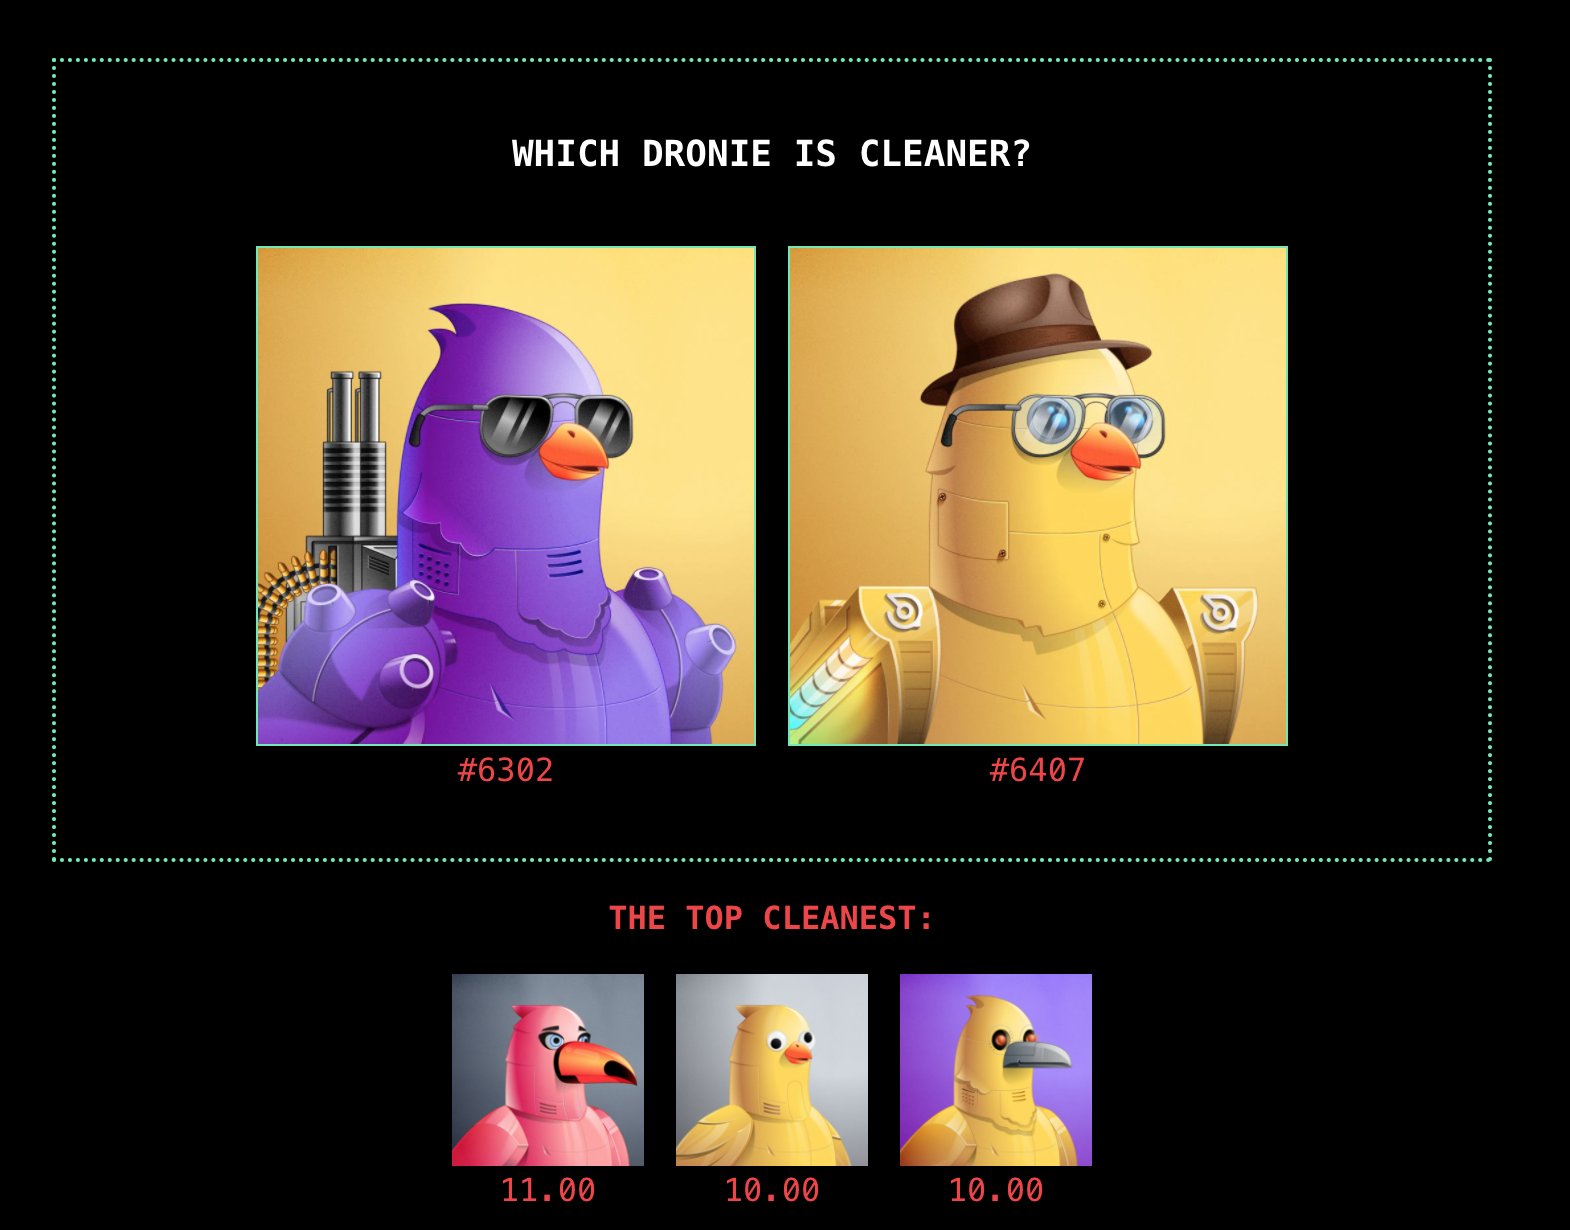 WHICH DRONIE IS CLEANER?
#6302
#6407
THE TOP CLEANEST:
11.00
10.00
10.00